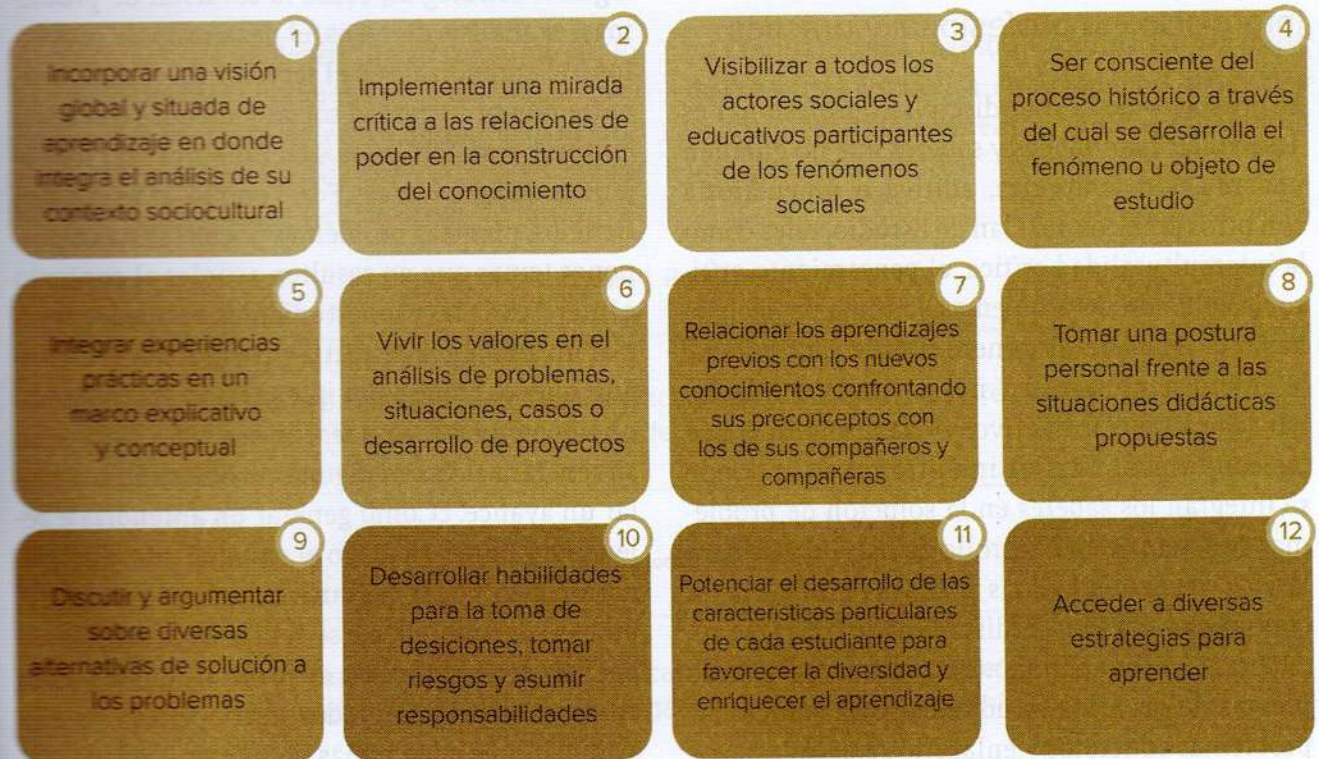 1
Incorporar una visión
global y situada de
aprendizaje en donde
integra el análisis de su
contexto sociocultural
2
Implementar una mirada
crítica a las relaciones de
poder en la construcción
del conocimiento
3
Visibilizar a todos los
actores sociales y
educativos participantes
de los fenómenos
sociales
4
Ser consciente del
proceso histórico a través
del cual se desarrolla el
fenómeno u objeto de
estudio
5
Integrar experiencias
prácticas en un
marco explicativo
y conceptual
6
Vivir los valores en el
análisis de problemas,
situaciones, casos o
desarrollo de proyectos
7
Relacionar los aprendizajes
previos con los nuevos
conocimientos confrontando
sus preconceptos con
los de sus compañeros y
compañeras
8
Tomar una postura
personal frente a las
situaciones didácticas
propuestas
9
Discutir y argumentar
sobre diversas
alternativas de solución a
los problemas
10
Desarrollar habilidades
para la toma de
desiciones, tomar
riesgos y asumir
responsabilidades
11
Potenciar el desarrollo de las
características particulares
de cada estudiante para
favorecer la diversidad y
enriquecer el aprendizaje
12
Acceder a diversas
estrategias para
aprender